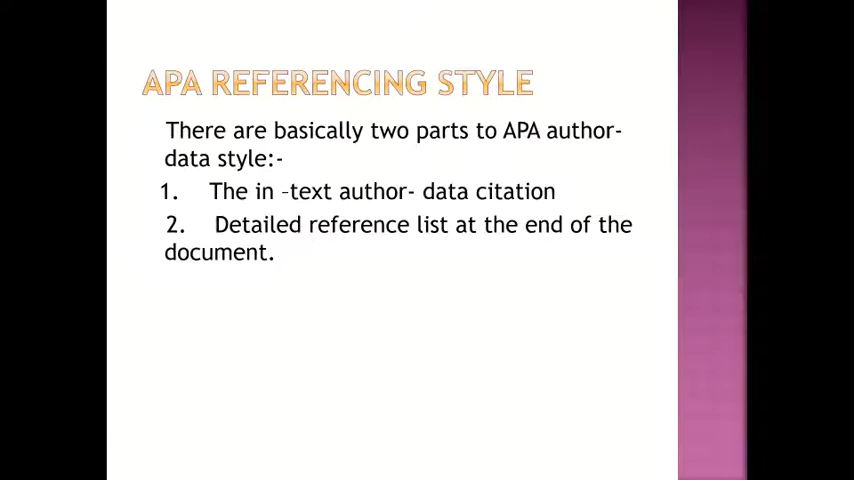 APA REFERENCING STYLE
There are basically two parts to APA author-
data style:-
1. The in –text author- data citation
2. Detailed reference list at the end of the
document.